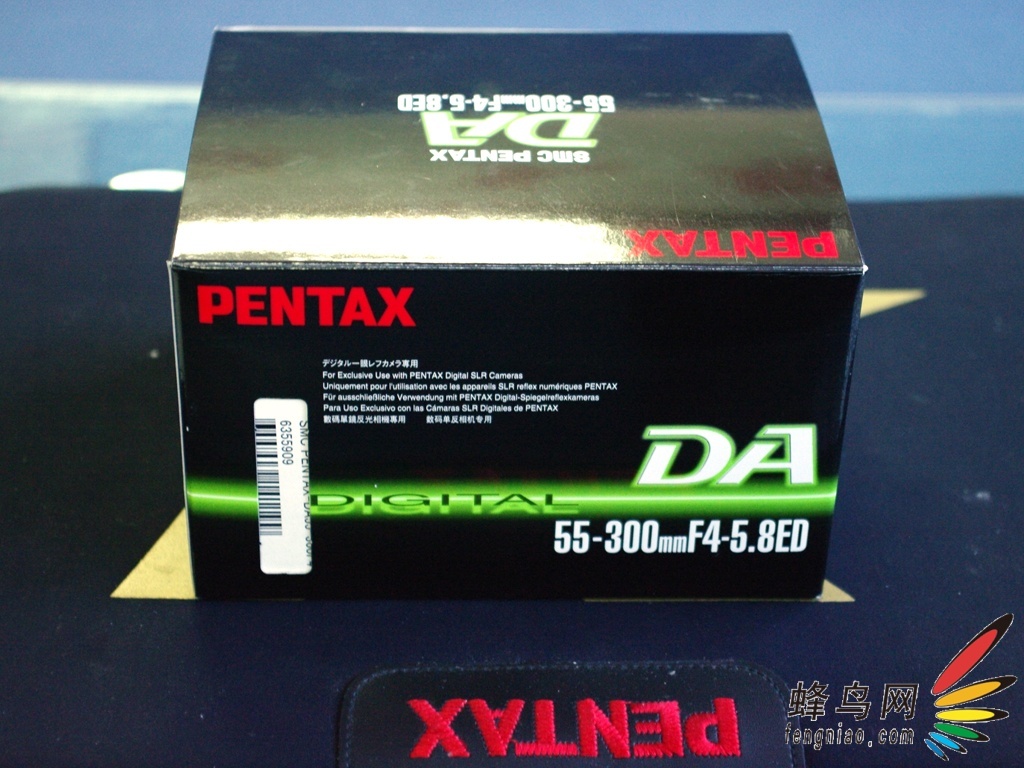 55-300mmF4-5.8ED
DA
SMC PENTAX
PENTAX
PENTAX
デジタル一眼レフカメラ専用
For Exclusive Use with PENTAX Digital SLR Cameras
Uniquement pour l'utilisation avec les appareils SLR reflex numériques PENTAX
Für ausschließliche Verwendung mit PENTAX Digital-Spiegelreflexkameras
Para Uso Exclusivo con las Cámaras SLR Digitales de PENTAX
數碼單鏡反光相機專用 数码单反相机专用
6355909
SMC PENTAX
DA
DIGITAL
55-300mmF4-5.8ED
PENTAX
蜂鸟网
fengniao.com